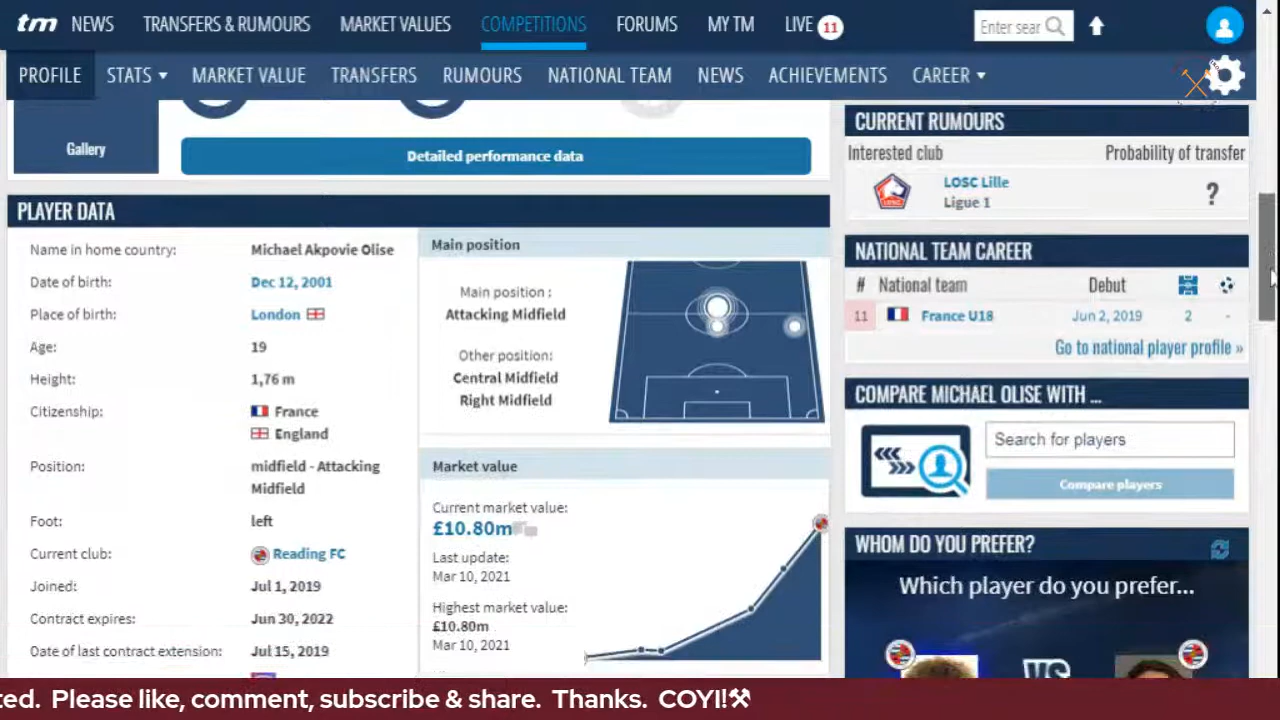 tm NEWS TRANSFERS & RUMOURS MARKET VALUES COMPETITIONS FORUMS MY TM LIVE 11 Enter sear
PROFILE STATS MARKET VALUE TRANSFERS RUMOURS NATIONAL TEAM NEWS ACHIEVEMENTS CAREER
Gallery
Detailed performance data
PLAYER DATA
Name in home country: Michael Akpovie Olise
Date of birth: Dec 12, 2001
Place of birth: London
Age: 19
Height: 1,76 m
Citizenship: France
England
Position: midfield - Attacking
Midfield
Foot: left
Current club: Reading FC
Joined: Jul 1, 2019
Contract expires: Jun 30, 2022
Date of last contract extension: Jul 15, 2019
Main position
Main position :
Attacking Midfield
Other position:
Central Midfield
Right Midfield
Market value
Current market value:
£10.80m
Last update:
Mar 10, 2021
Highest market value:
£10.80m
Mar 10, 2021
CURRENT RUMOURS
Interested club Probability of transfer
LOSC Lille
Ligue 1
?
NATIONAL TEAM CAREER
# National team Debut
11 France U18 Jun 2, 2019 2 -
Go to national player profile »
COMPARE MICHAEL OLISE WITH ...
Search for players
Compare players
WHOM DO YOU PREFER?
Which player do you prefer...
VS
ted. Please like, comment, subscribe & share. Thanks. COYI!⚒